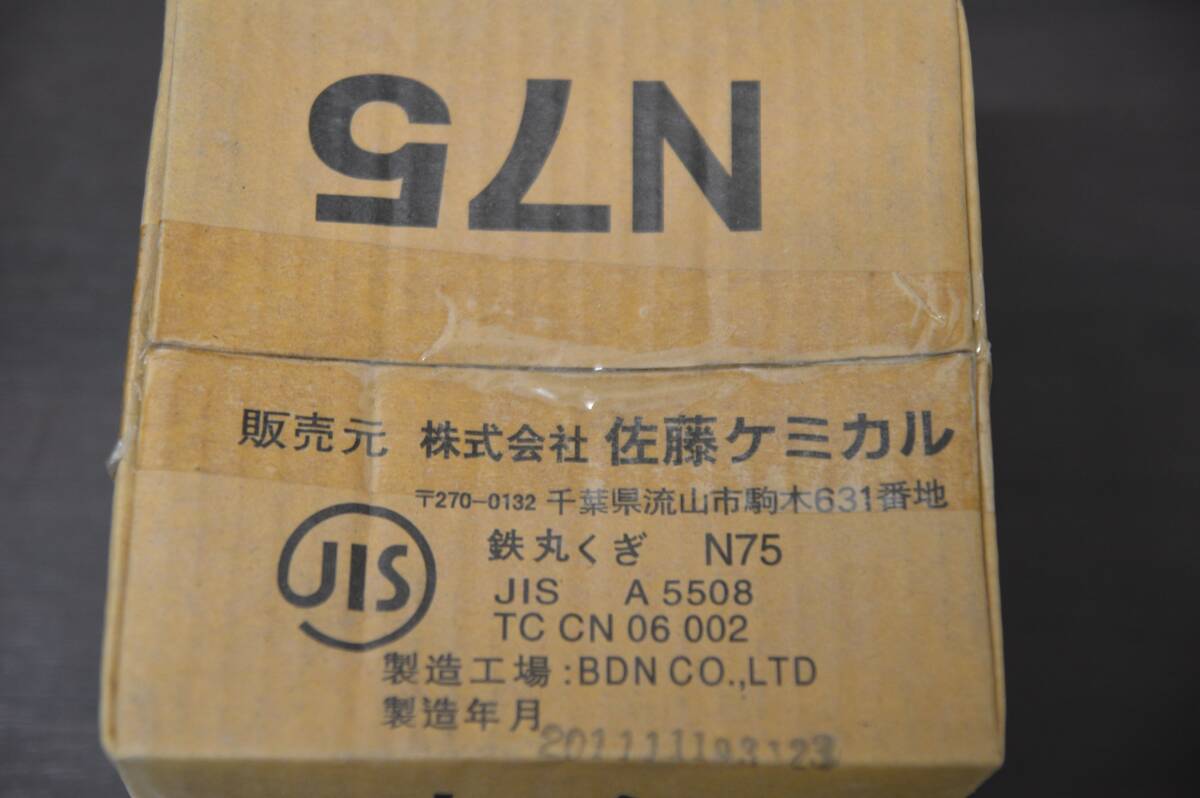 N75
販売元 株式会社 佐藤ケミカル
〒270-0132 千葉県流山市駒木631番地
JIS
鉄丸くぎ N75
JIS A 5508
TC CN 06 002
製造工場:BDN CO.,LTD
製造年月